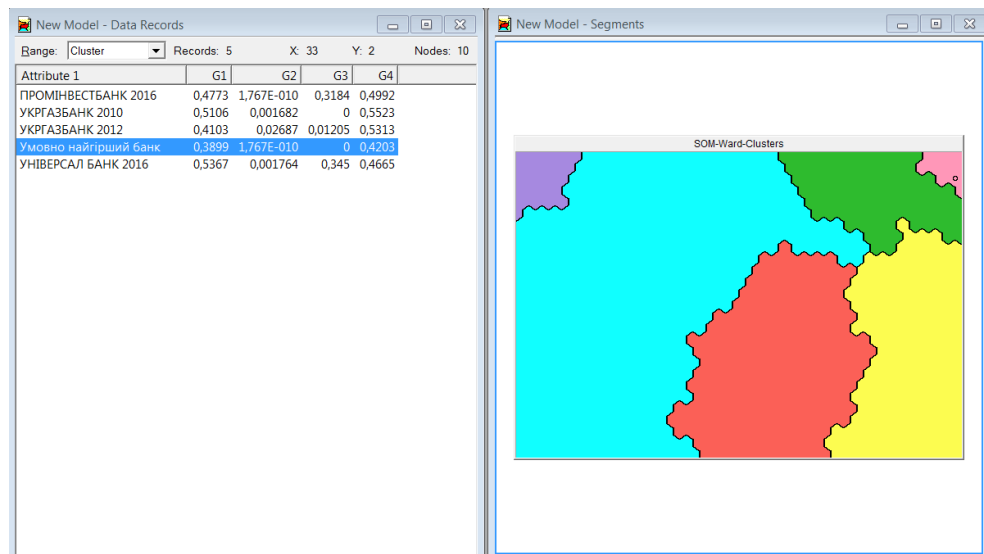 New Model - Data Records
Range: Cluster Records: 5 X: 33 Y: 2 Nodes: 10
Attribute 1 G1 G2 G3 G4
ПРОМІНВЕСТБАНК 2016 0,4773 1,767E-010 0,3184 0,4992
УКРГАЗБАНК 2010 0,5106 0,001682 0 0,5523
УКРГАЗБАНК 2012 0,4103 0,02687 0,01205 0,5313
Умовно найгірший банк 0,3899 1,767E-010 0 0,4203
УНІВЕРСАЛ БАНК 2016 0,5367 0,001764 0,345 0,4665
New Model - Segments
SOM-Ward-Clusters